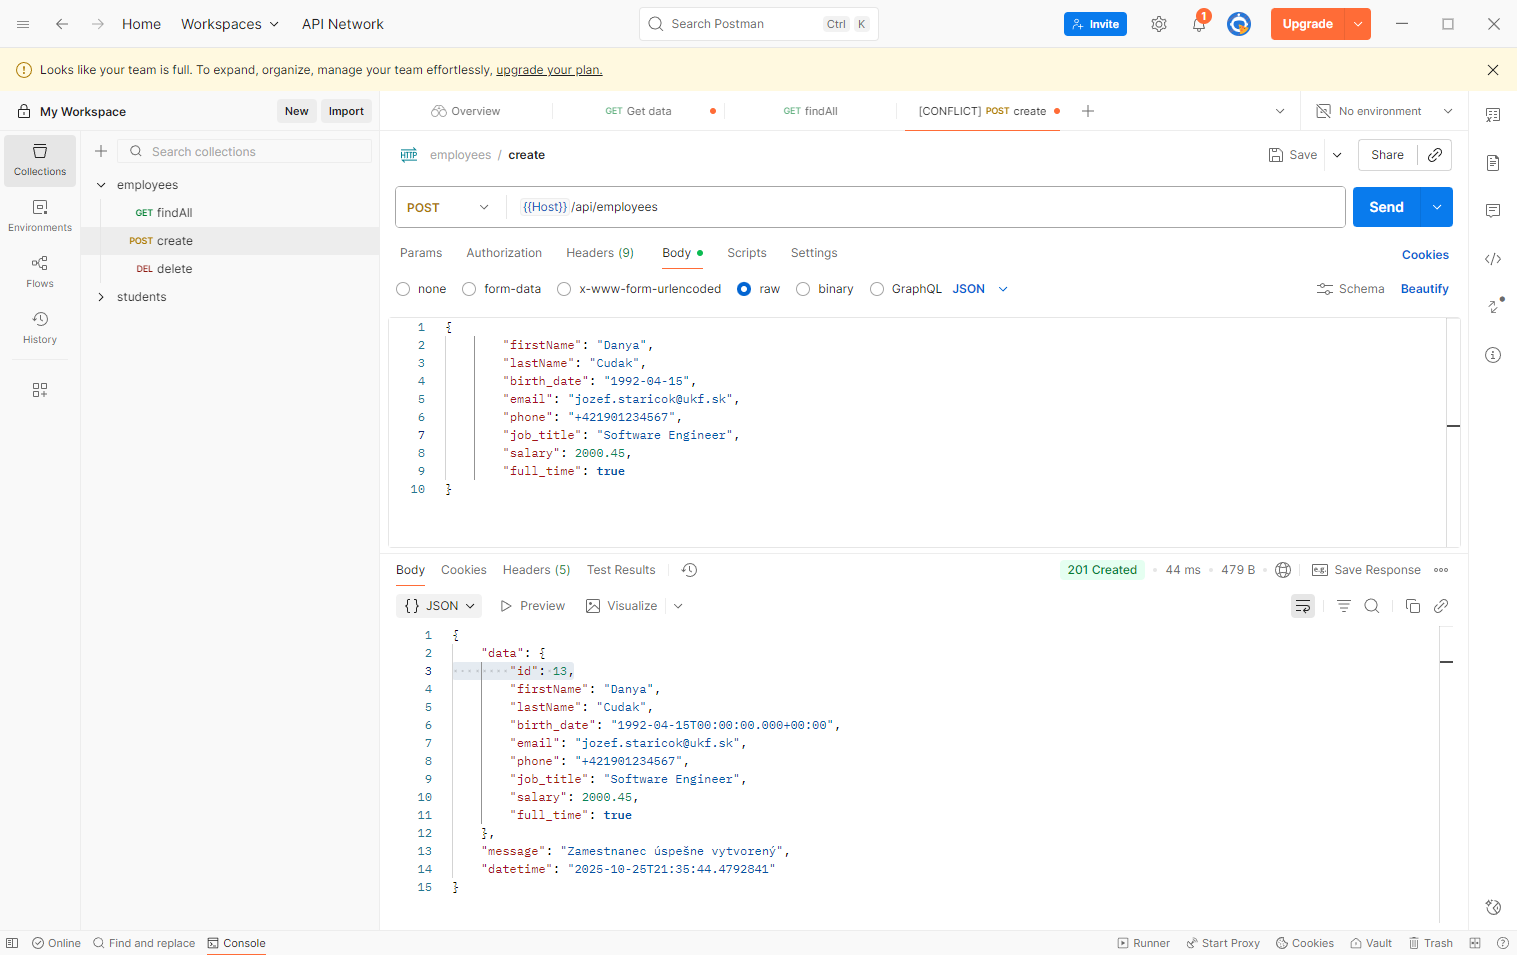 Home Workspaces API Network Search Postman Ctrl K Invite 1 Upgrade
Looks like your team is full. To expand, organize, manage your team effortlessly, upgrade your plan.
My Workspace New Import
Overview GET Get data GET findAll [CONFLICT] POST create No environment
Collections
Environments
Flows
History
Search collections
employees
GET findAll
POST create
DEL delete
students
HTTP employees / create Save Share
POST {{Host}} /api/employees Send
Params Authorization Headers (9) Body Scripts Settings Cookies
none form-data x-www-form-urlencoded raw binary GraphQL JSON Schema Beautify
1 {
2 "firstName": "Danya",
3 "lastName": "Cudak",
4 "birth_date": "1992-04-15",
5 "email": "jozef.staricok@ukf.sk",
6 "phone": "+421901234567",
7 "job_title": "Software Engineer",
8 "salary": 2000.45,
9 "full_time": true
10 }
Body Cookies Headers (5) Test Results 201 Created 44 ms 479 B e.g. Save Response
{} JSON Preview Visualize
1 {
2 "data": {
3 "id": 13,
4 "firstName": "Danya",
5 "lastName": "Cudak",
6 "birth_date": "1992-04-15T00:00:00.000+00:00",
7 "email": "jozef.staricok@ukf.sk",
8 "phone": "+421901234567",
9 "job_title": "Software Engineer",
10 "salary": 2000.45,
11 "full_time": true
12 },
13 "message": "Zamestnanec úspešne vytvorený",
14 "datetime": "2025-10-25T21:35:44.4792841"
15 }
Online Find and replace Console Runner Start Proxy Cookies Vault Trash